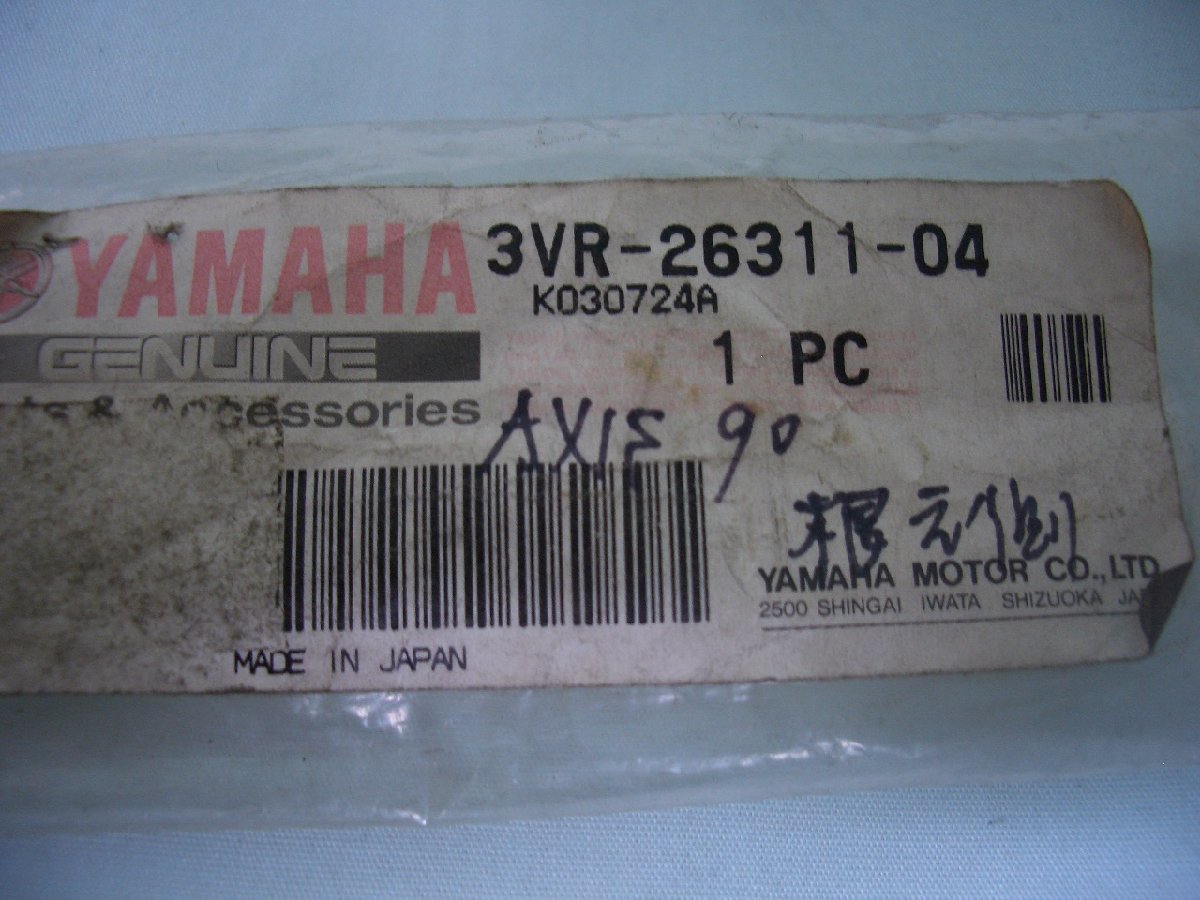 YAMAHA 3VR-26311-04
K030724A
GENUINE 1 PC
& Accessories
AXIS 90
YAMAHA MOTOR CO., LTD
2500 SHINGAI IWATA SHIZUOKA
MADE IN JAPAN